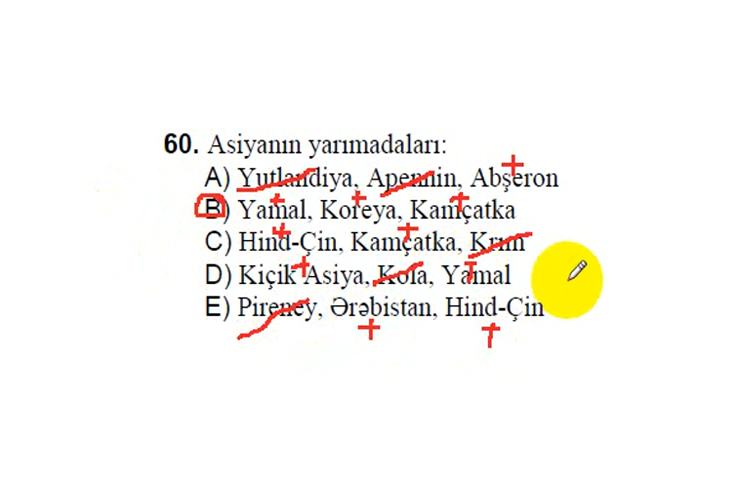 60. Asiyanın yarımadaları:
A) Yutlandiya, Apennin, Abşeron
B) Yamal, Koreya, Kamçatka
C) Hind-Çin, Kamçatka, Krım
D) Kiçik Asiya, Kola, Yamal
E) Pireney, Ərəbistan, Hind-Çin